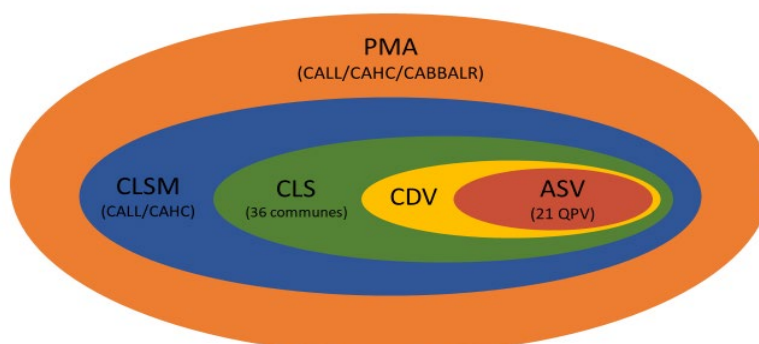 PMA
(CALL/CAHC/CABBALR)
CLSM
(CALL/CAHC)
CLS
(36 communes)
CDV
ASV
(21 QPV)